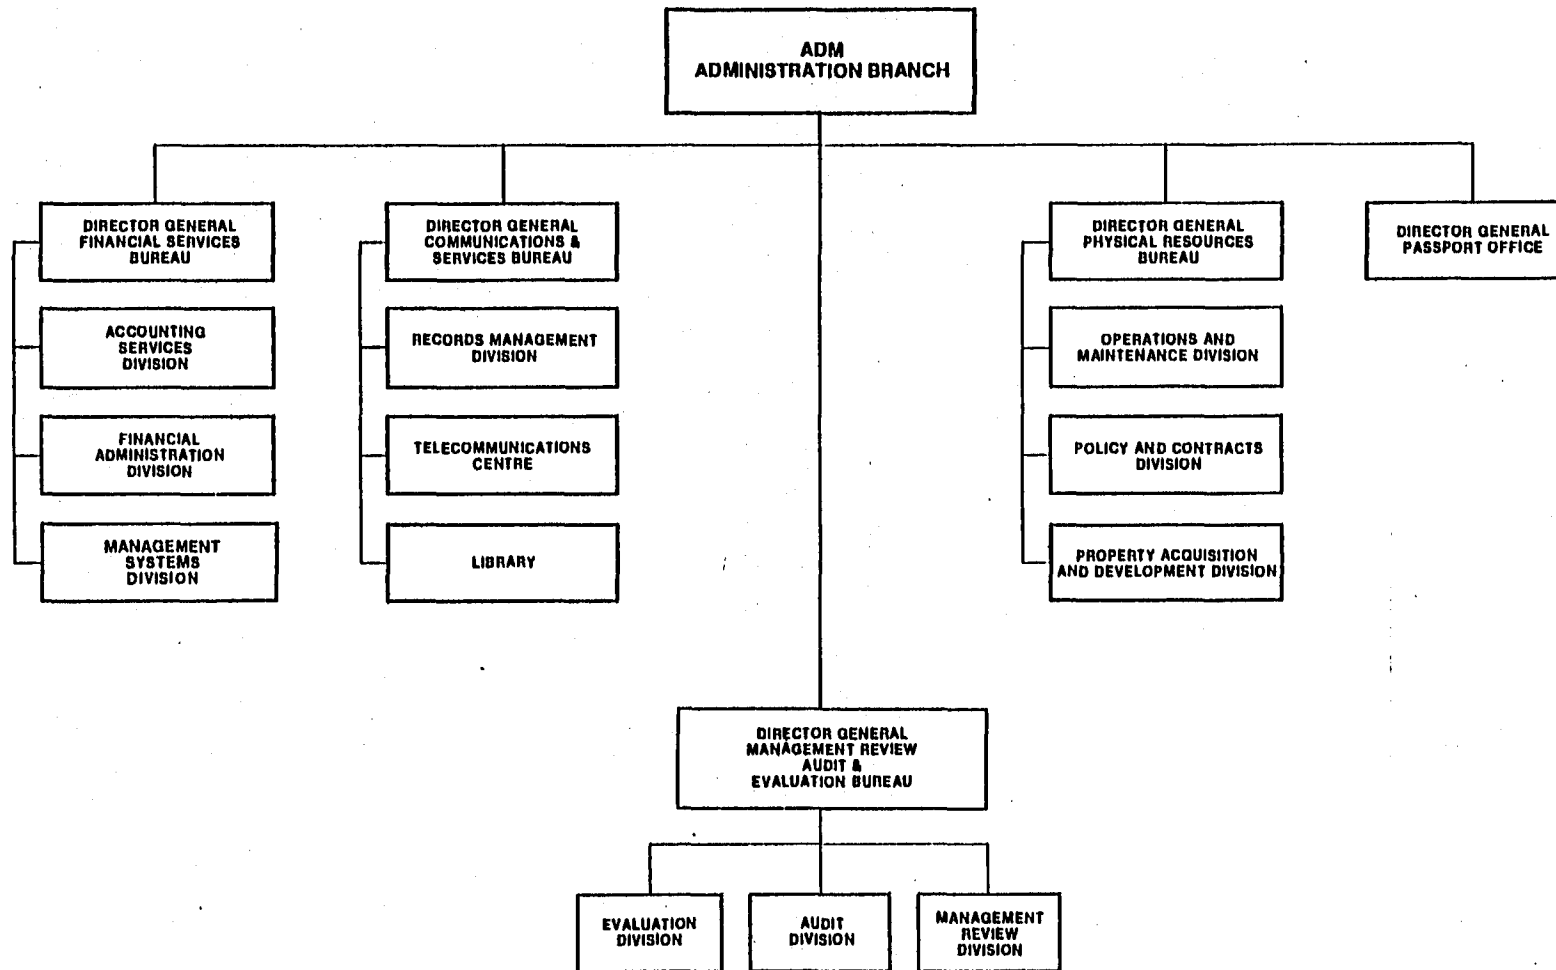 ADM
ADMINISTRATION BRANCH
DIRECTOR GENERAL
FINANCIAL SERVICES
BUREAU
ACCOUNTING
SERVICES
DIVISION
FINANCIAL
ADMINISTRATION
DIVISION
MANAGEMENT
SYSTEMS
DIVISION
DIRECTOR GENERAL
COMMUNICATIONS &
SERVICES BUREAU
RECORDS MANAGEMENT
DIVISION
TELECOMMUNICATIONS
CENTRE
LIBRARY
DIRECTOR GENERAL
PHYSICAL RESOURCES
BUREAU
OPERATIONS AND
MAINTENANCE DIVISION
POLICY AND CONTRACTS
DIVISION
PROPERTY ACQUISITION
AND DEVELOPMENT DIVISION
DIRECTOR GENERAL
PASSPORT OFFICE
DIRECTOR GENERAL
MANAGEMENT REVIEW
AUDIT &
EVALUATION BUREAU
EVALUATION
DIVISION
AUDIT
DIVISION
MANAGEMENT
REVIEW
DIVISION